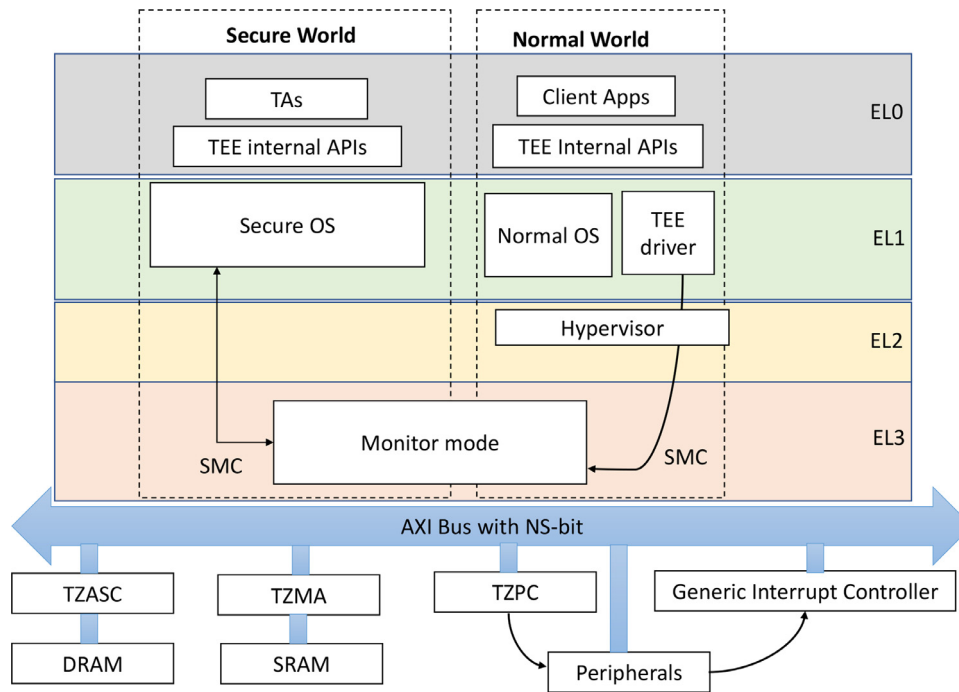 Secure World
Normal World
TAs
Client Apps
EL0
TEE internal APIs
TEE Internal APIs
Secure OS
Normal OS
TEE
driver
EL1
Hypervisor
EL2
Monitor mode
EL3
SMC
SMC
AXI Bus with NS-bit
TZASC
TZMA
TZPC
Generic Interrupt Controller
DRAM
SRAM
Peripherals